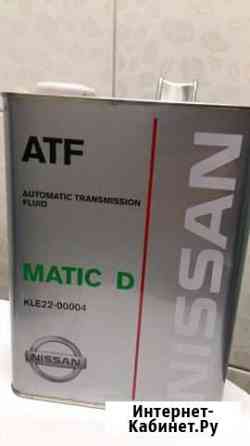 ATF
AUTOMATIC TRANSMISSION
FLUID
MATIC D
KLE22-00004
NISSAN
NISSAN
Интернет-
Кабинет.Ру